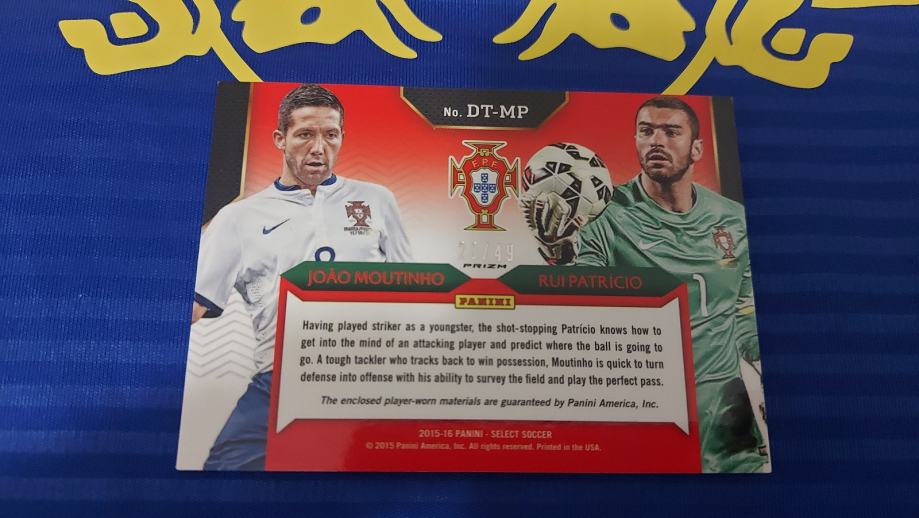 No. DT-MP
F.P.F.
/49
PRIZM
JOÃO MOUTINHO
RUI PATRÍCIO
PANINI
Having played striker as a youngster, the shot-stopping Patrício knows how to
get into the mind of an attacking player and predict where the ball is going to
go. A tough tackler who tracks back to win possession, Moutinho is quick to turn
defense into offense with his ability to survey the field and play the perfect pass.
The enclosed player-worn materials are guaranteed by Panini America, Inc.
2015-16 PANINI - SELECT SOCCER
© 2015 Panini America, Inc. All rights reserved. Printed in the USA.
1